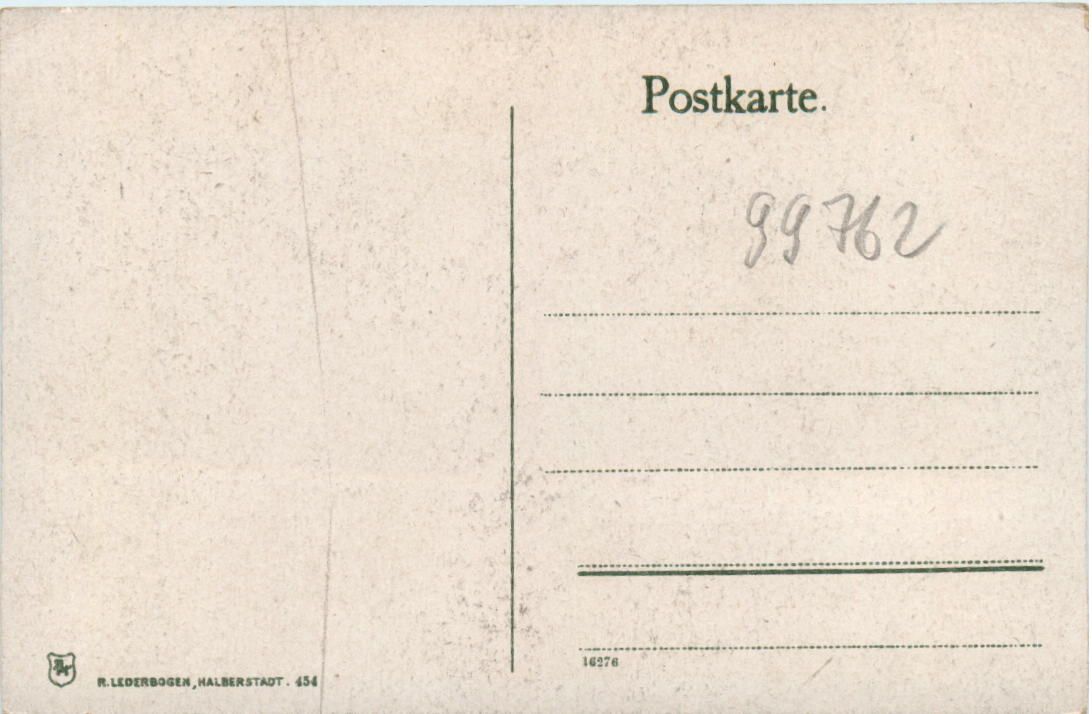 Postkarte.
99762
16276
R. LEDERBOGEN, HALBERSTADT. 454